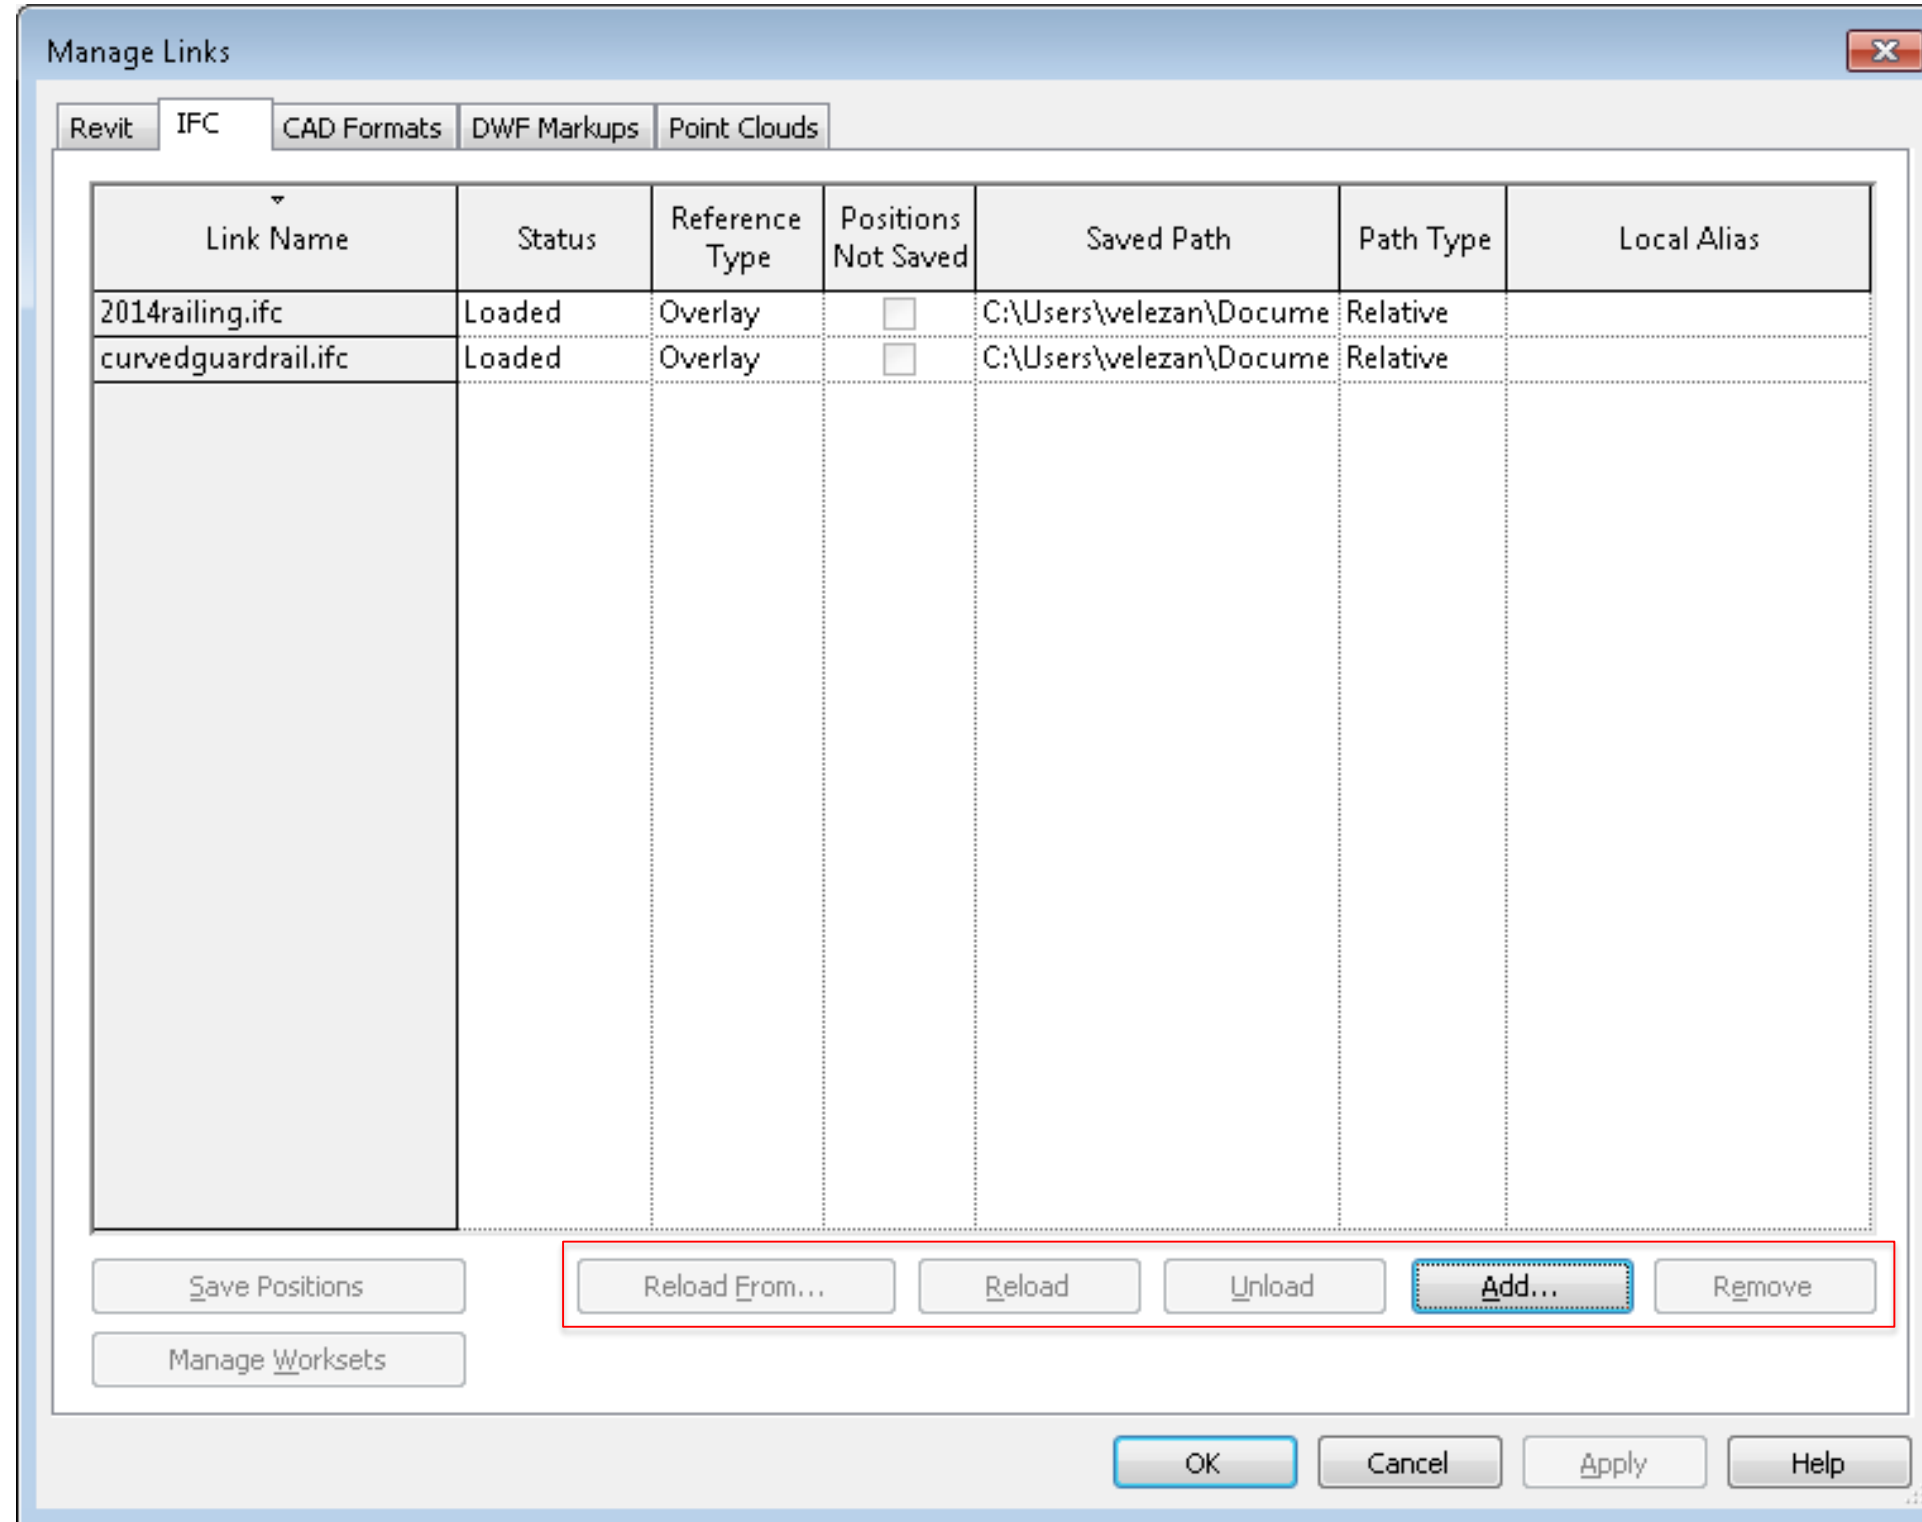 Manage Links
Revit IFC CAD Formats DWF Markups Point Clouds
Link Name Status Reference Type Positions Not Saved Saved Path Path Type Local Alias
2014railing.ifc Loaded Overlay C:\Users\velezan\Docume Relative
curvedguardrail.ifc Loaded Overlay C:\Users\velezan\Docume Relative
Save Positions Reload From... Reload Unload Add... Remove
Manage Worksets
OK Cancel Apply Help